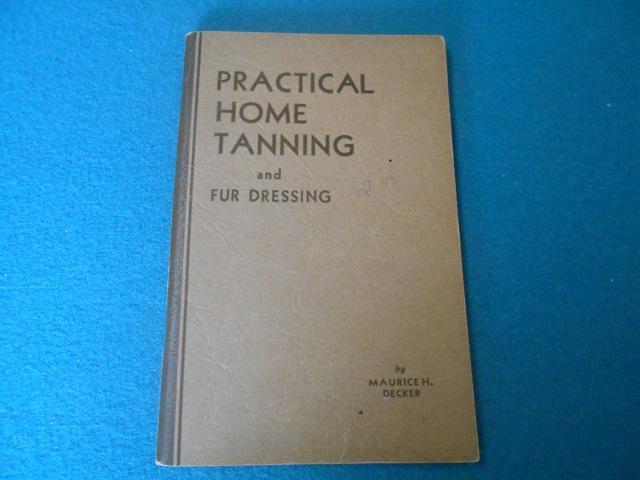 PRACTICAL
HOME
TANNING
and
FUR DRESSING
by
MAURICE H.
DECKER